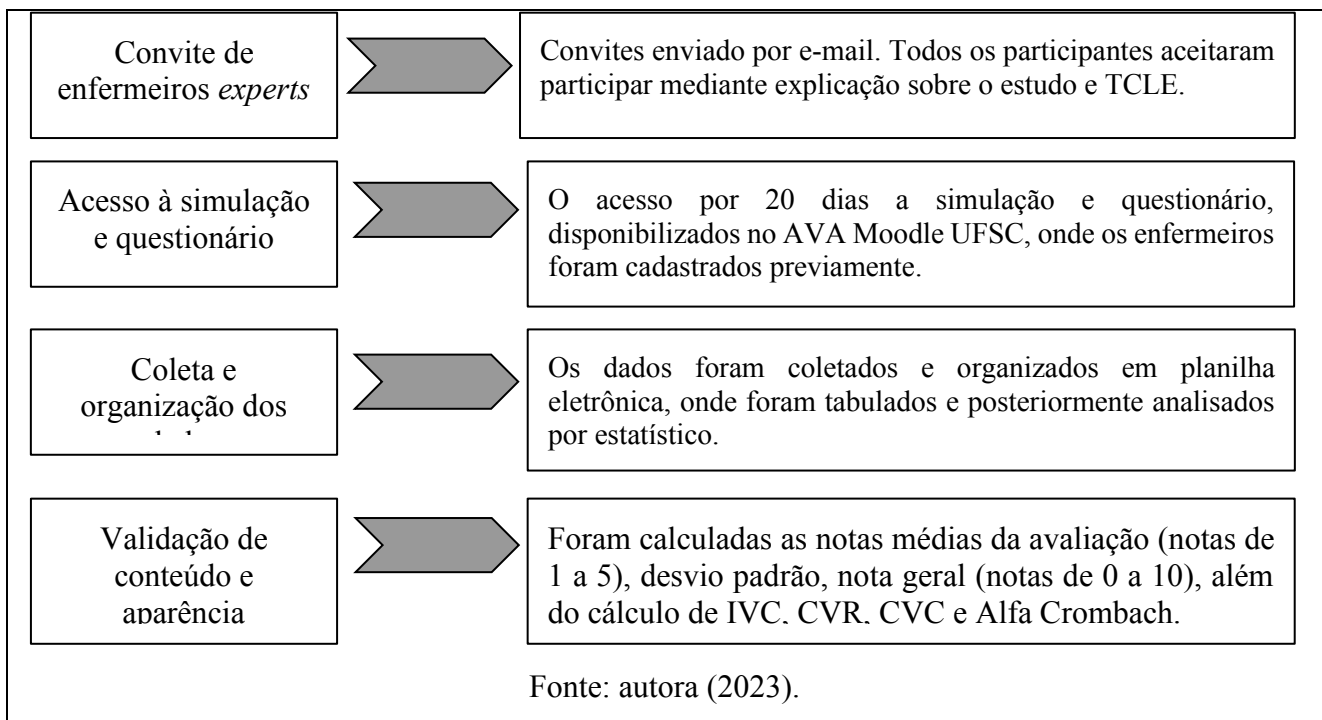 Convite de
enfermeiros experts
Convites enviado por e-mail. Todos os participantes aceitaram
participar mediante explicação sobre o estudo e TCLE.
Acesso à simulação
e questionário
O acesso por 20 dias a simulação e questionário,
disponibilizados no AVA Moodle UFSC, onde os enfermeiros
foram cadastrados previamente.
Coleta e
organização dos
Os dados foram coletados e organizados em planilha
eletrônica, onde foram tabulados e posteriormente analisados
por estatístico.
Validação de
conteúdo e
aparência
Foram calculadas as notas médias da avaliação (notas de
1 a 5), desvio padrão, nota geral (notas de 0 a 10), além
do cálculo de IVC, CVR, CVC e Alfa Crombach.
Fonte: autora (2023).